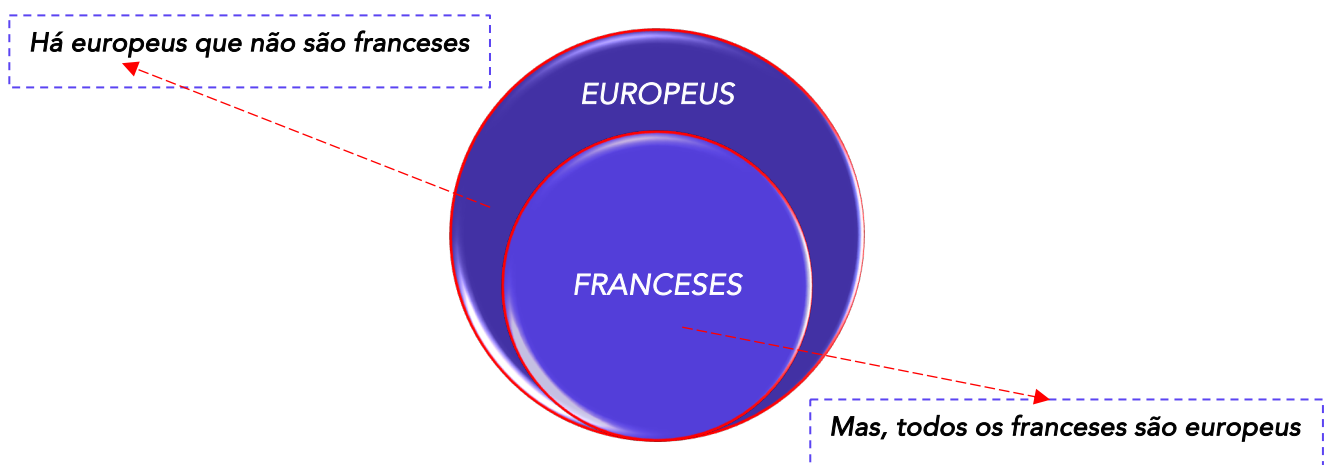 Há europeus que não são franceses
EUROPEUS
FRANCESES
Mas, todos os franceses são europeus